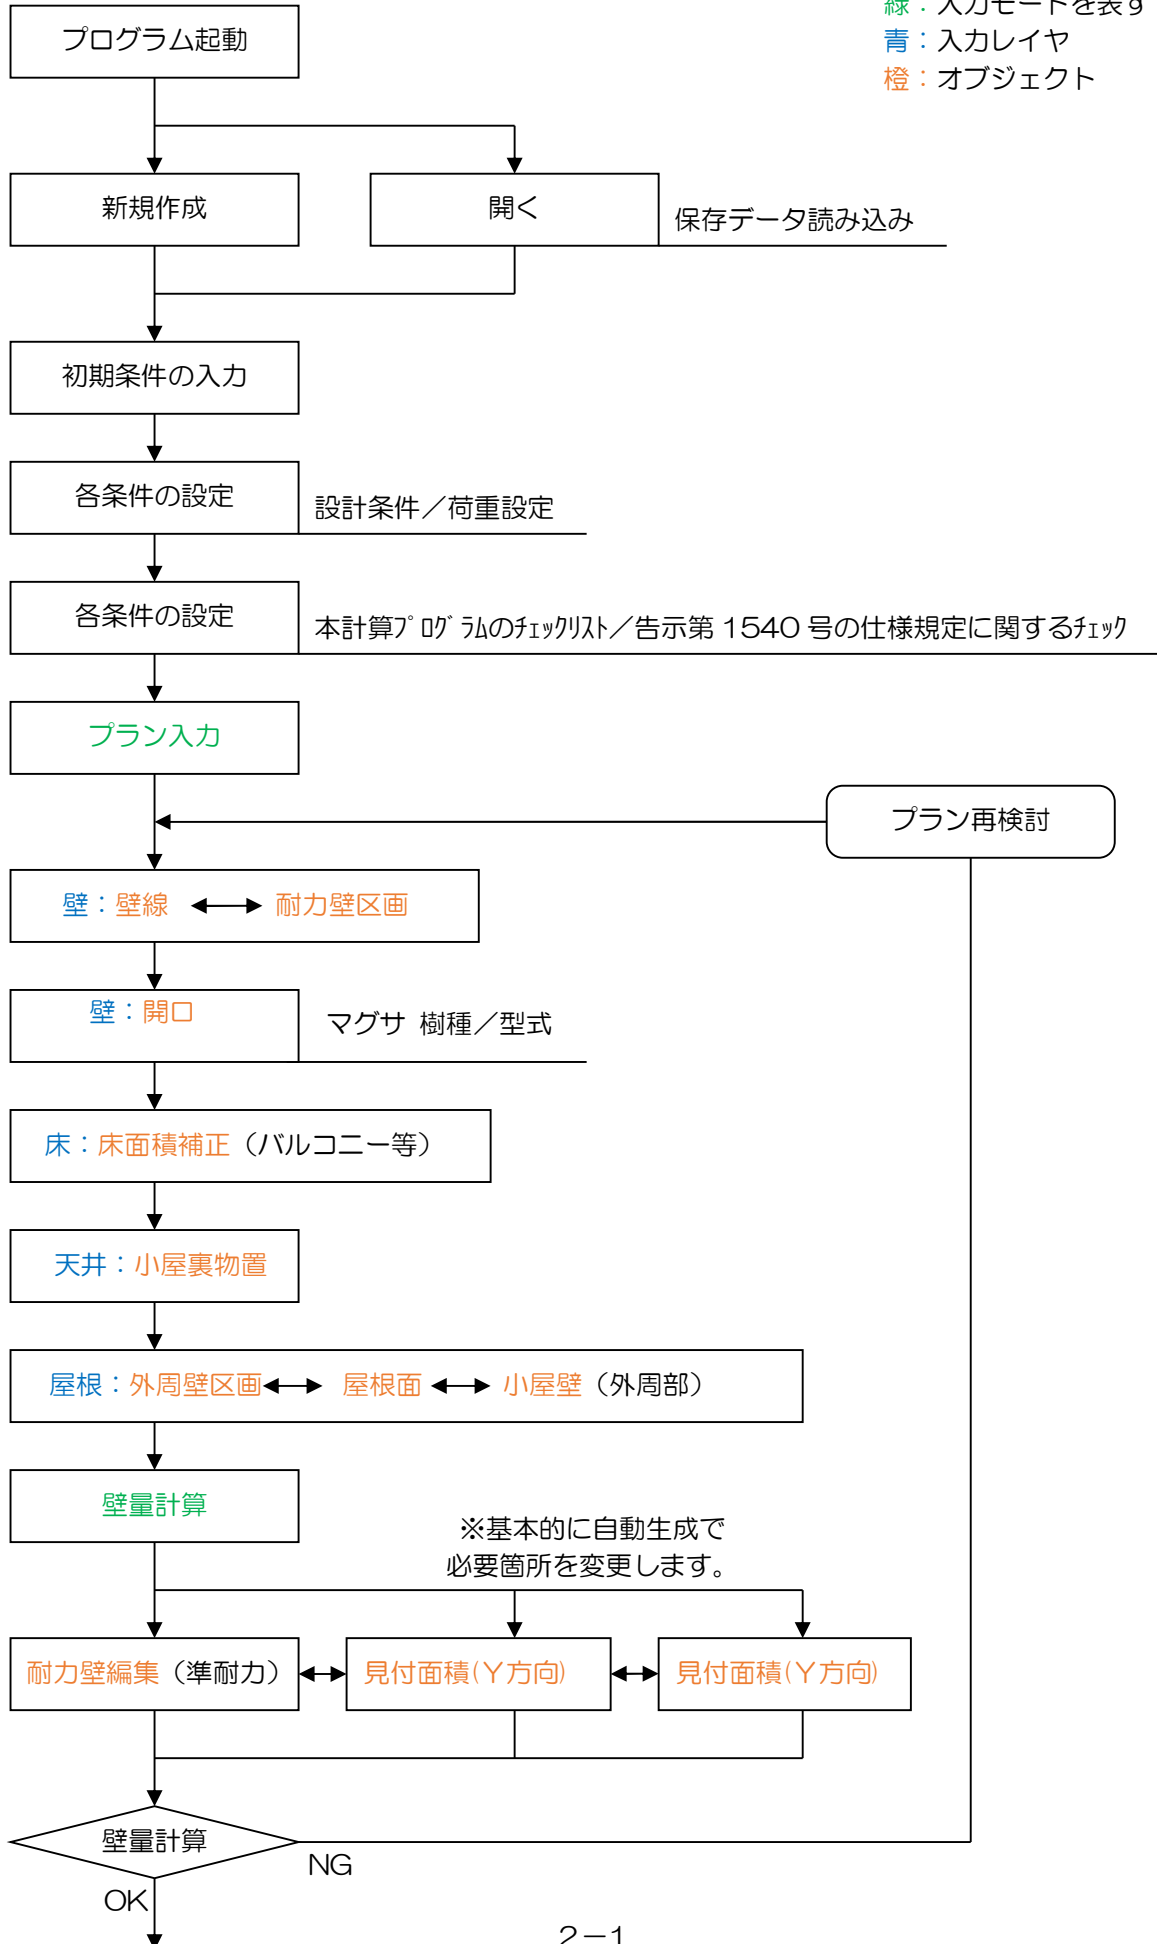 緑：入力モードを表す
プログラム起動
青：入力レイヤ
橙：オブジェクト
新規作成
開く
保存データ読み込み
初期条件の入力
各条件の設定
設計条件／荷重設定
各条件の設定
本計算ﾌﾟﾛｸﾞﾗﾑのﾁｪｯｸﾘｽﾄ／告示第 1540 号の仕様規定に関するﾁｪｯｸ
プラン入力
プラン再検討
壁：壁線 耐力壁区画
壁：開口
マグサ 樹種／型式
床：床面積補正（バルコニー等）
天井：小屋裏物置
屋根：外周壁区画 屋根面 小屋壁（外周部）
壁量計算
※基本的に自動生成で
必要箇所を変更します。
耐力壁編集（準耐力）
見付面積(Ｙ方向)
見付面積(Ｙ方向)
壁量計算
NG
OK
２－１